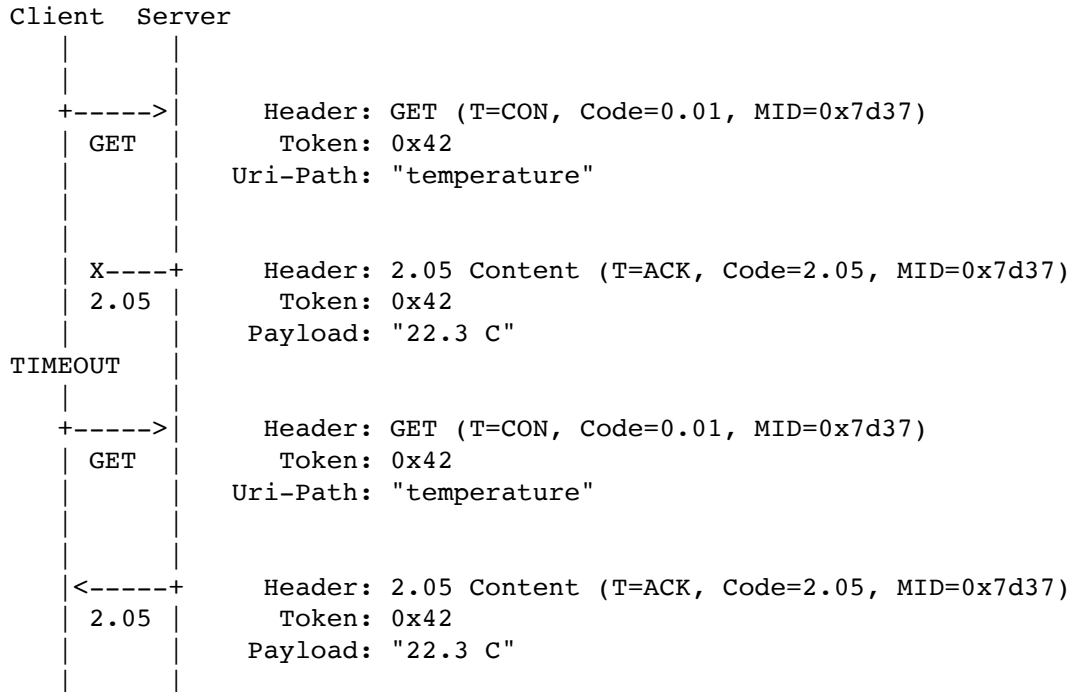 Client  Server
   |      |
   |      |
   +----->|     Header: GET (T=CON, Code=0.01, MID=0x7d37)
   | GET  |      Token: 0x42
   |      |   Uri-Path: "temperature"
   |      |
   |      |
   | X----+     Header: 2.05 Content (T=ACK, Code=2.05, MID=0x7d37)
   | 2.05 |      Token: 0x42
   |      |    Payload: "22.3 C"
TIMEOUT   |
   |      |
   +----->|     Header: GET (T=CON, Code=0.01, MID=0x7d37)
   | GET  |      Token: 0x42
   |      |   Uri-Path: "temperature"
   |      |
   |      |
   |<-----+     Header: 2.05 Content (T=ACK, Code=2.05, MID=0x7d37)
   | 2.05 |      Token: 0x42
   |      |    Payload: "22.3 C"
   |      |